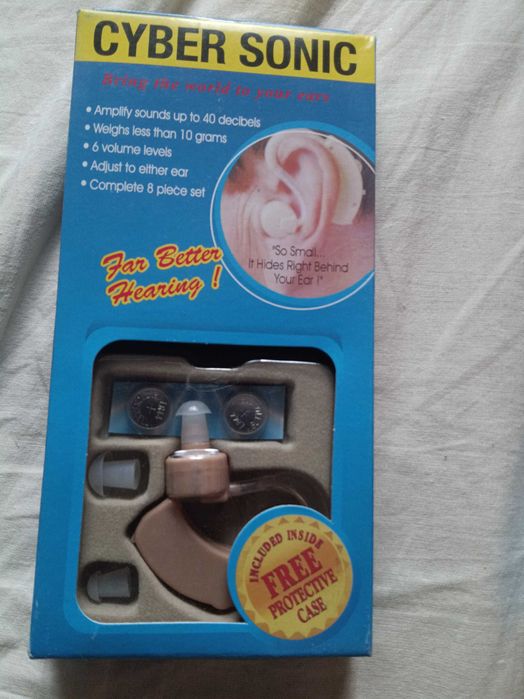 CYBER SONIC
Bring the world to your ears
• Amplify sounds up to 40 decibels
• Weighs less than 10 grams
• 6 volume levels
• Adjust to either ear
• Complete 8 piece set
"So Small...
It Hides Right Behind
Your Ear !"
Far Better
Hearing !
INCLUDED INSIDE
FREE
PROTECTIVE
CASE